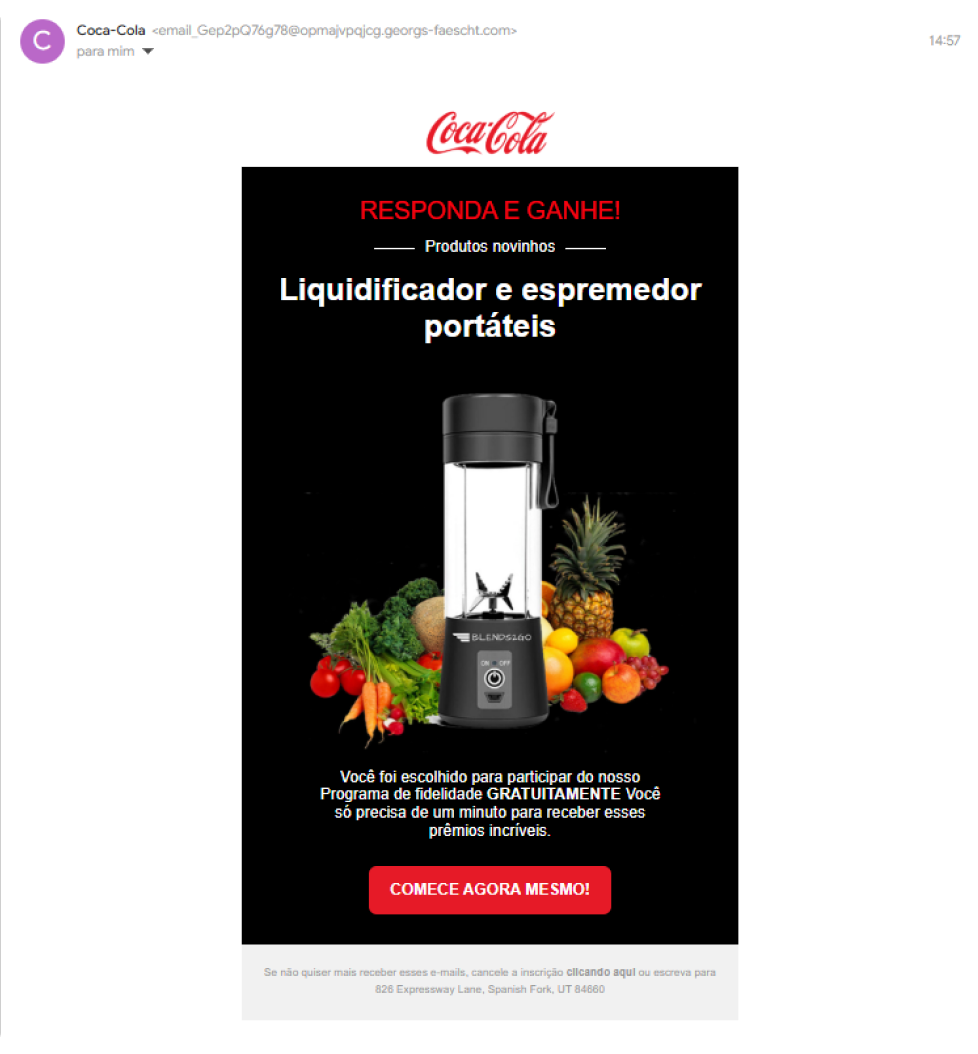 C
Coca-Cola <email_Gep2pQ76g78@opmajvpqjcg.georgs-faescht.com>
14:57
para mim
Coca-Cola
RESPONDA E GANHE!
Produtos novinhos
Liquidificador e espremedor
portáteis
BLENDS2GO
ON OFF
Você foi escolhido para participar do nosso
Programa de fidelidade GRATUITAMENTE Você
só precisa de um minuto para receber esses
prêmios incríveis.
COMECE AGORA MESMO!
Se não quiser mais receber esses e-mails, cancele a inscrição clicando aqui ou escreva para
826 Expressway Lane, Spanish Fork, UT 84660